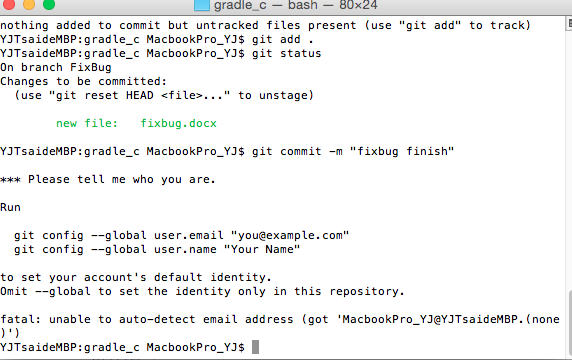 gradle_c — bash — 80×24
nothing added to commit but untracked files present (use "git add" to track)
YJTsaideMBP:gradle_c MacbookPro_YJ$ git add .
YJTsaideMBP:gradle_c MacbookPro_YJ$ git status
On branch FixBug
Changes to be committed:
  (use "git reset HEAD <file>..." to unstage)
        new file:   fixbug.docx
YJTsaideMBP:gradle_c MacbookPro_YJ$ git commit -m "fixbug finish"
*** Please tell me who you are.
Run
  git config --global user.email "you@example.com"
  git config --global user.name "Your Name"
to set your account's default identity.
Omit --global to set the identity only in this repository.
fatal: unable to auto-detect email address (got 'MacbookPro_YJ@YJTsaideMBP.(none
)')
YJTsaideMBP:gradle_c MacbookPro_YJ$